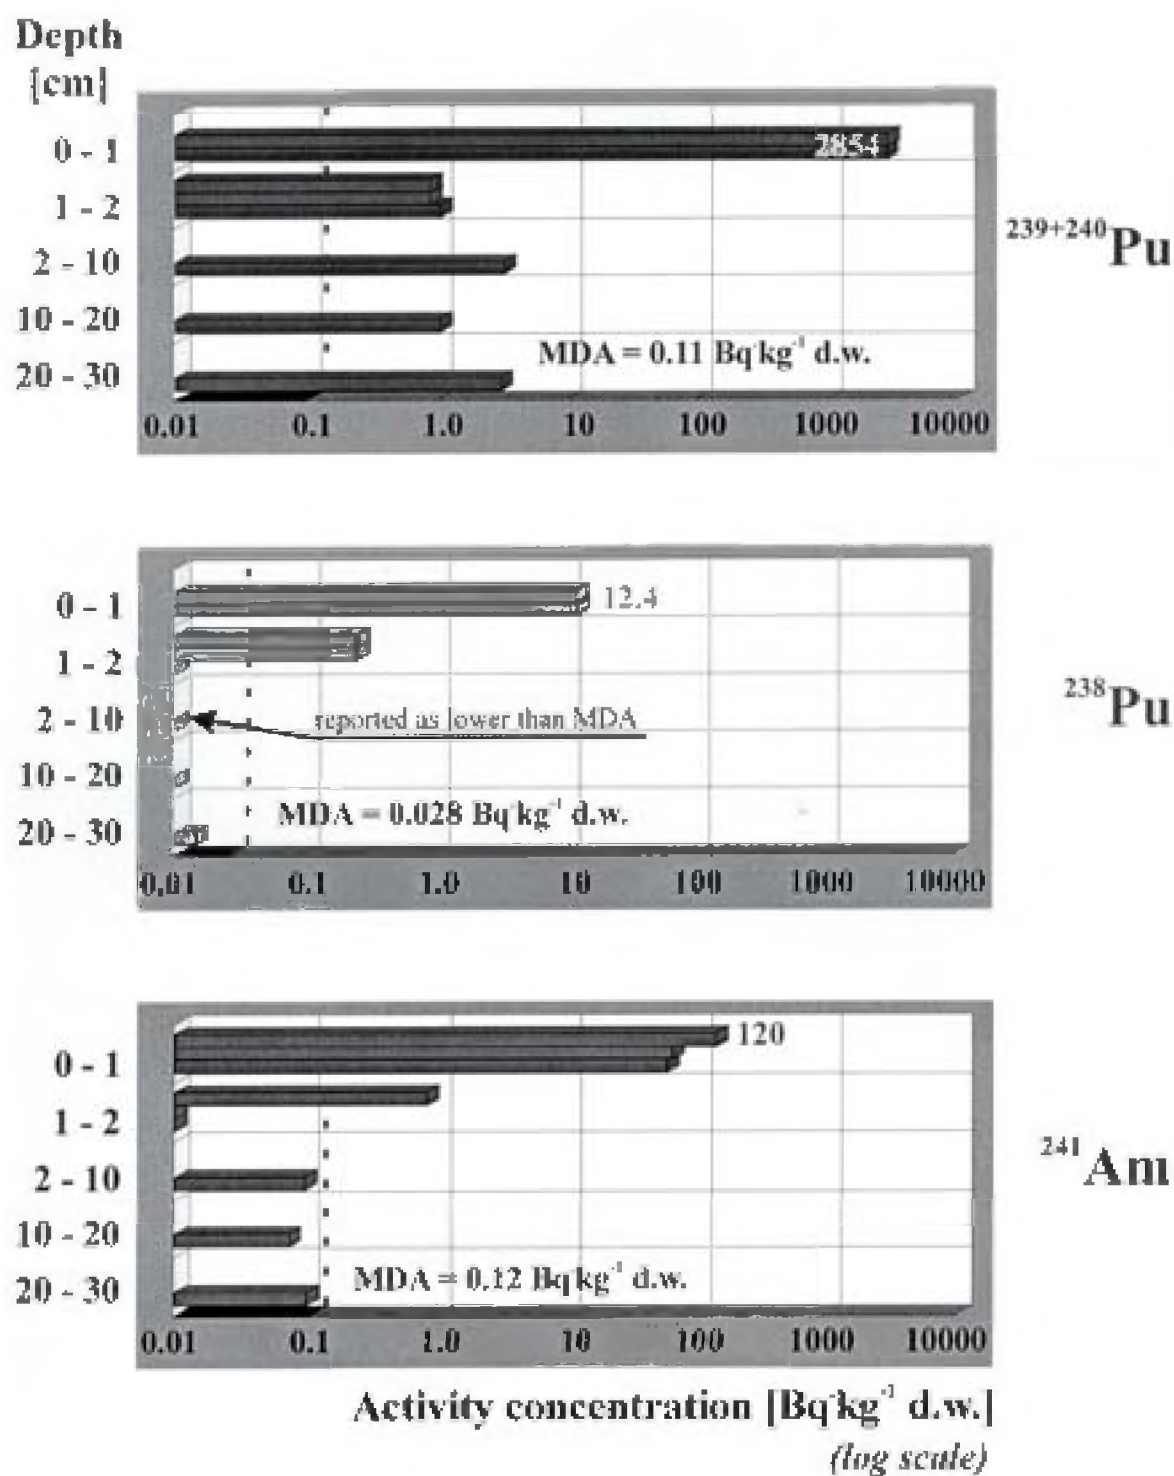 Depth
[cm]
0 - 1
2854
1 - 2
239+240Pu
2 - 10
10 - 20
MDA = 0.11 Bq·kg-1 d.w.
20 - 30
0.01 0.1 1.0 10 100 1000 10000
0 - 1
12.4
1 - 2
238Pu
2 - 10
reported as lower than MDA
10 - 20
MDA = 0.028 Bq·kg-1 d.w.
20 - 30
0.01 0.1 1.0 10 100 1000 10000
120
0 - 1
1 - 2
241Am
2 - 10
10 - 20
MDA = 0.12 Bq·kg-1 d.w.
20 - 30
0.01 0.1 1.0 10 100 1000 10000
Activity concentration [Bq·kg-1 d.w.]
(log scale)